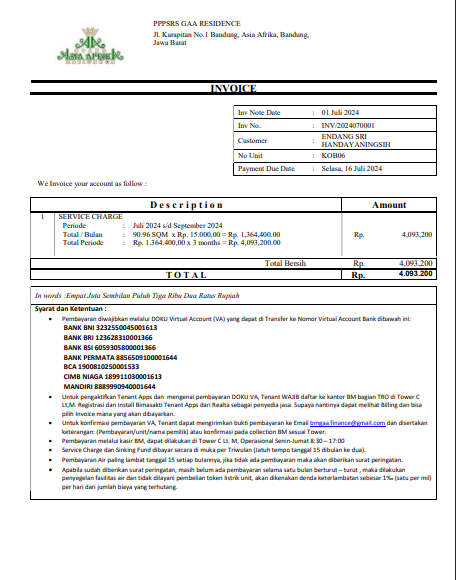 PPPSRS GAA RESIDENCE
Jl. Karapitan No.1 Bandung, Asia Afrika, Bandung,
Jawa Barat
ASIA AFRIKA
INVOICE
Inv Note Date : 01 Juli 2024
Inv No. : INV/2024070001
Customer : ENDANG SRI HANDAYANINGSIH
No Unit : KOB06
Payment Due Date : Selasa, 16 Juli 2024
We Invoice your account as follow :
Description Amount
1 SERVICE CHARGE
Periode : Juli 2024 s/d September 2024
Total / Bulan : 90.96 SQM x Rp. 15.000,00 = Rp. 1,364,400.00 Rp. 4,093,200
Total Periode : Rp. 1.364.400,00 x 3 months = Rp. 4,093,200.00
Total Bersih Rp. 4,093,200
TOTAL Rp. 4.093.200
In words :Empat Juta Sembilan Puluh Tiga Ribu Dua Ratus Rupiah
Syarat dan Ketentuan :
• Pembayaran diwajibkan melalui DOKU Virtual Account (VA) yang dapat di Transfer ke Nomor Virtual Account Bank dibawah ini:
BANK BNI 3232550045001613
BANK BRI 1236283100001366
BANK BSI 6059305800001366
BANK PERMATA 8856509100001644
BCA 1900810250001533
CIMB NIAGA 1899110300001613
MANDIRI 8889990940001644
• Untuk pengaktifkan Tenant Apps dan mengenai pembayaran DOKU VA, Tenant WAJIB daftar ke kantor BM bagian TRO di Tower C
Lt,M. Registrasi dan Install Bimasakti Tenant Apps dari Realta sebagai penyedia jasa. Supaya nantinya dapat melihat Billing dan bisa
pilih Invoice mana yang akan dibayarkan.
• Untuk konfirmasi pembayaran VA, Tenant dapat mengirimkan bukti pembayaran ke Email bmgaa.finance@gmail.com dan disertakan
keterangan: (Pembayaran/unit/nama pemilik) atau konfirmasi pada collection BM sesuai Tower.
• Pembayaran melalui kasir BM, dapat dilakukan di Tower C Lt. M, Operasional Senin-Jumat 8:30 – 17:00
• Service Charge dan Sinking Fund dibayar secara di muka per Triwulan (Jatuh tempo tanggal 15 dibulan ke dua).
• Pembayaran Air paling lambat tanggal 15 setiap bulannya, jika tidak ada pembayaran maka akan diberikan surat peringatan.
• Apabila sudah diberikan surat peringatan, masih belum ada pembayaran selama satu bulan berturut – turut , maka dilakukan
penyegelan fasilitas air dan tidak dilayani pembelian token listrik unit, akan dikenakan denda keterlambatan sebesar 1‰ (satu per mil)
per hari dari jumlah biaya yang terhutang.